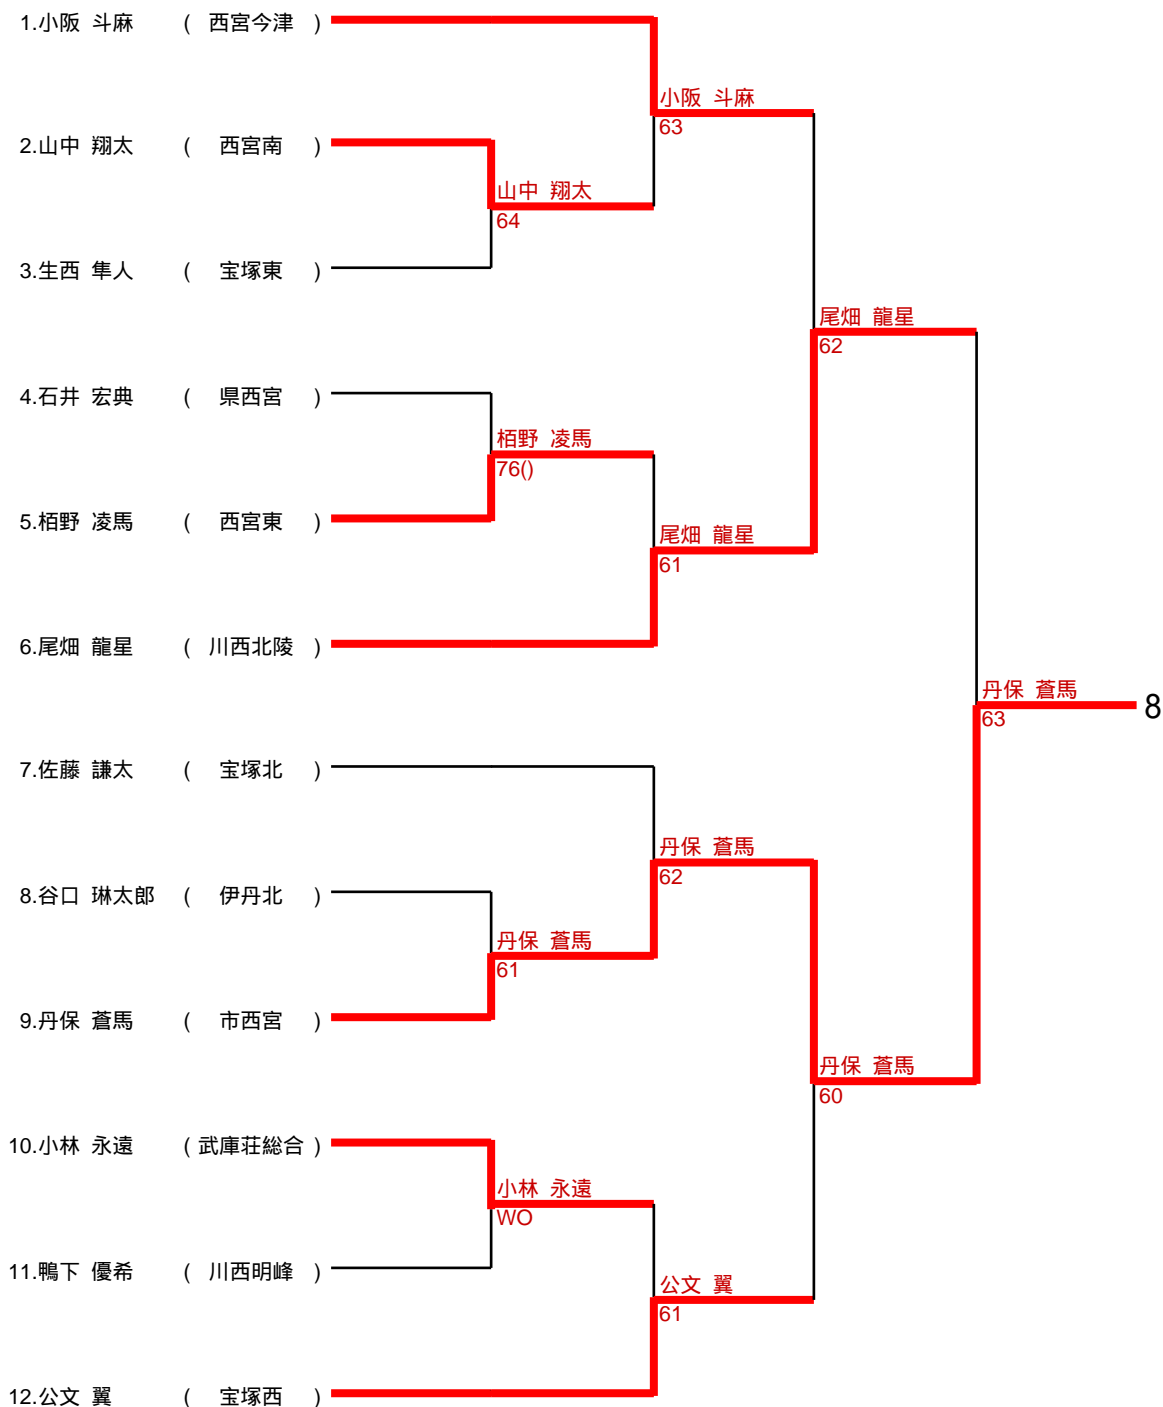 1.小阪 斗麻 ( 西宮今津 )
小阪 斗麻
63
2.山中 翔太 ( 西宮南 )
山中 翔太
64
3.生西 隼人 ( 宝塚東 )
尾畑 龍星
62
4.石井 宏典 ( 県西宮 )
栢野 凌馬
76()
5.栢野 凌馬 ( 西宮東 )
尾畑 龍星
61
6.尾畑 龍星 ( 川西北陵 )
丹保 蒼馬
63
8
7.佐藤 謙太 ( 宝塚北 )
丹保 蒼馬
62
8.谷口 琳太郎 ( 伊丹北 )
丹保 蒼馬
61
9.丹保 蒼馬 ( 市西宮 )
丹保 蒼馬
60
10.小林 永遠 ( 武庫荘総合 )
小林 永遠
WO
11.鴨下 優希 ( 川西明峰 )
公文 翼
61
12.公文 翼 ( 宝塚西 )